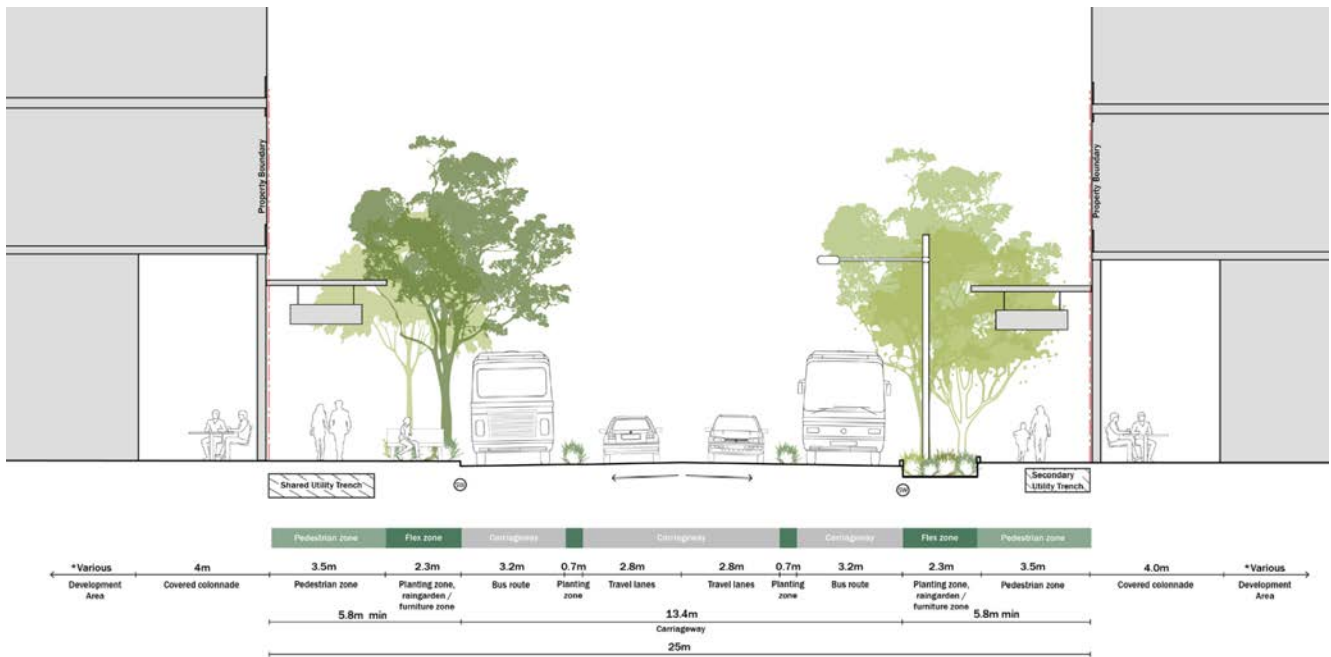 Property Boundary
Property Boundary
Shared Utility Trench
SW
SW
Secondary
Utility Trench
Pedestrian zone
Flex zone
Carriageway
Carriageway
Carriageway
Flex zone
Pedestrian zone
*Various
4m
3.5m
2.3m
3.2m
0.7m
2.8m
2.8m
0.7m
3.2m
2.3m
3.5m
4.0m
*Various
Development
Area
Covered colonnade
Pedestrian zone
Planting zone,
raingarden /
furniture zone
Bus route
Planting
zone
Travel lanes
Travel lanes
Planting
zone
Bus route
Planting zone,
raingarden /
furniture zone
Pedestrian zone
Covered colonnade
Development
Area
5.8m min
13.4m
5.8m min
Carriageway
25m